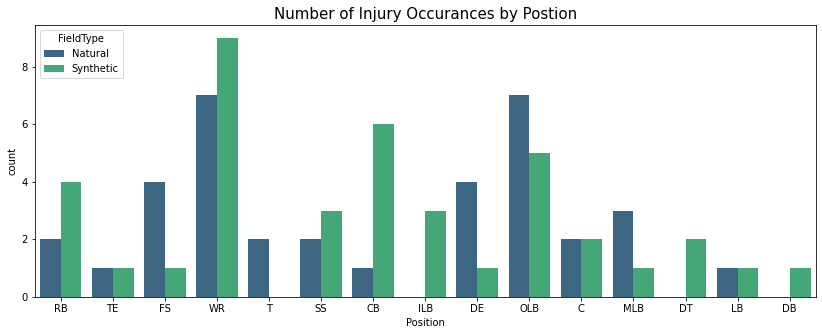 Number of Injury Occurances by Postion
FieldType
Natural
Synthetic
8
6
4
2
0
count
RB TE FS WR T SS CB ILB DE OLB C MLB DT LB DB
Position